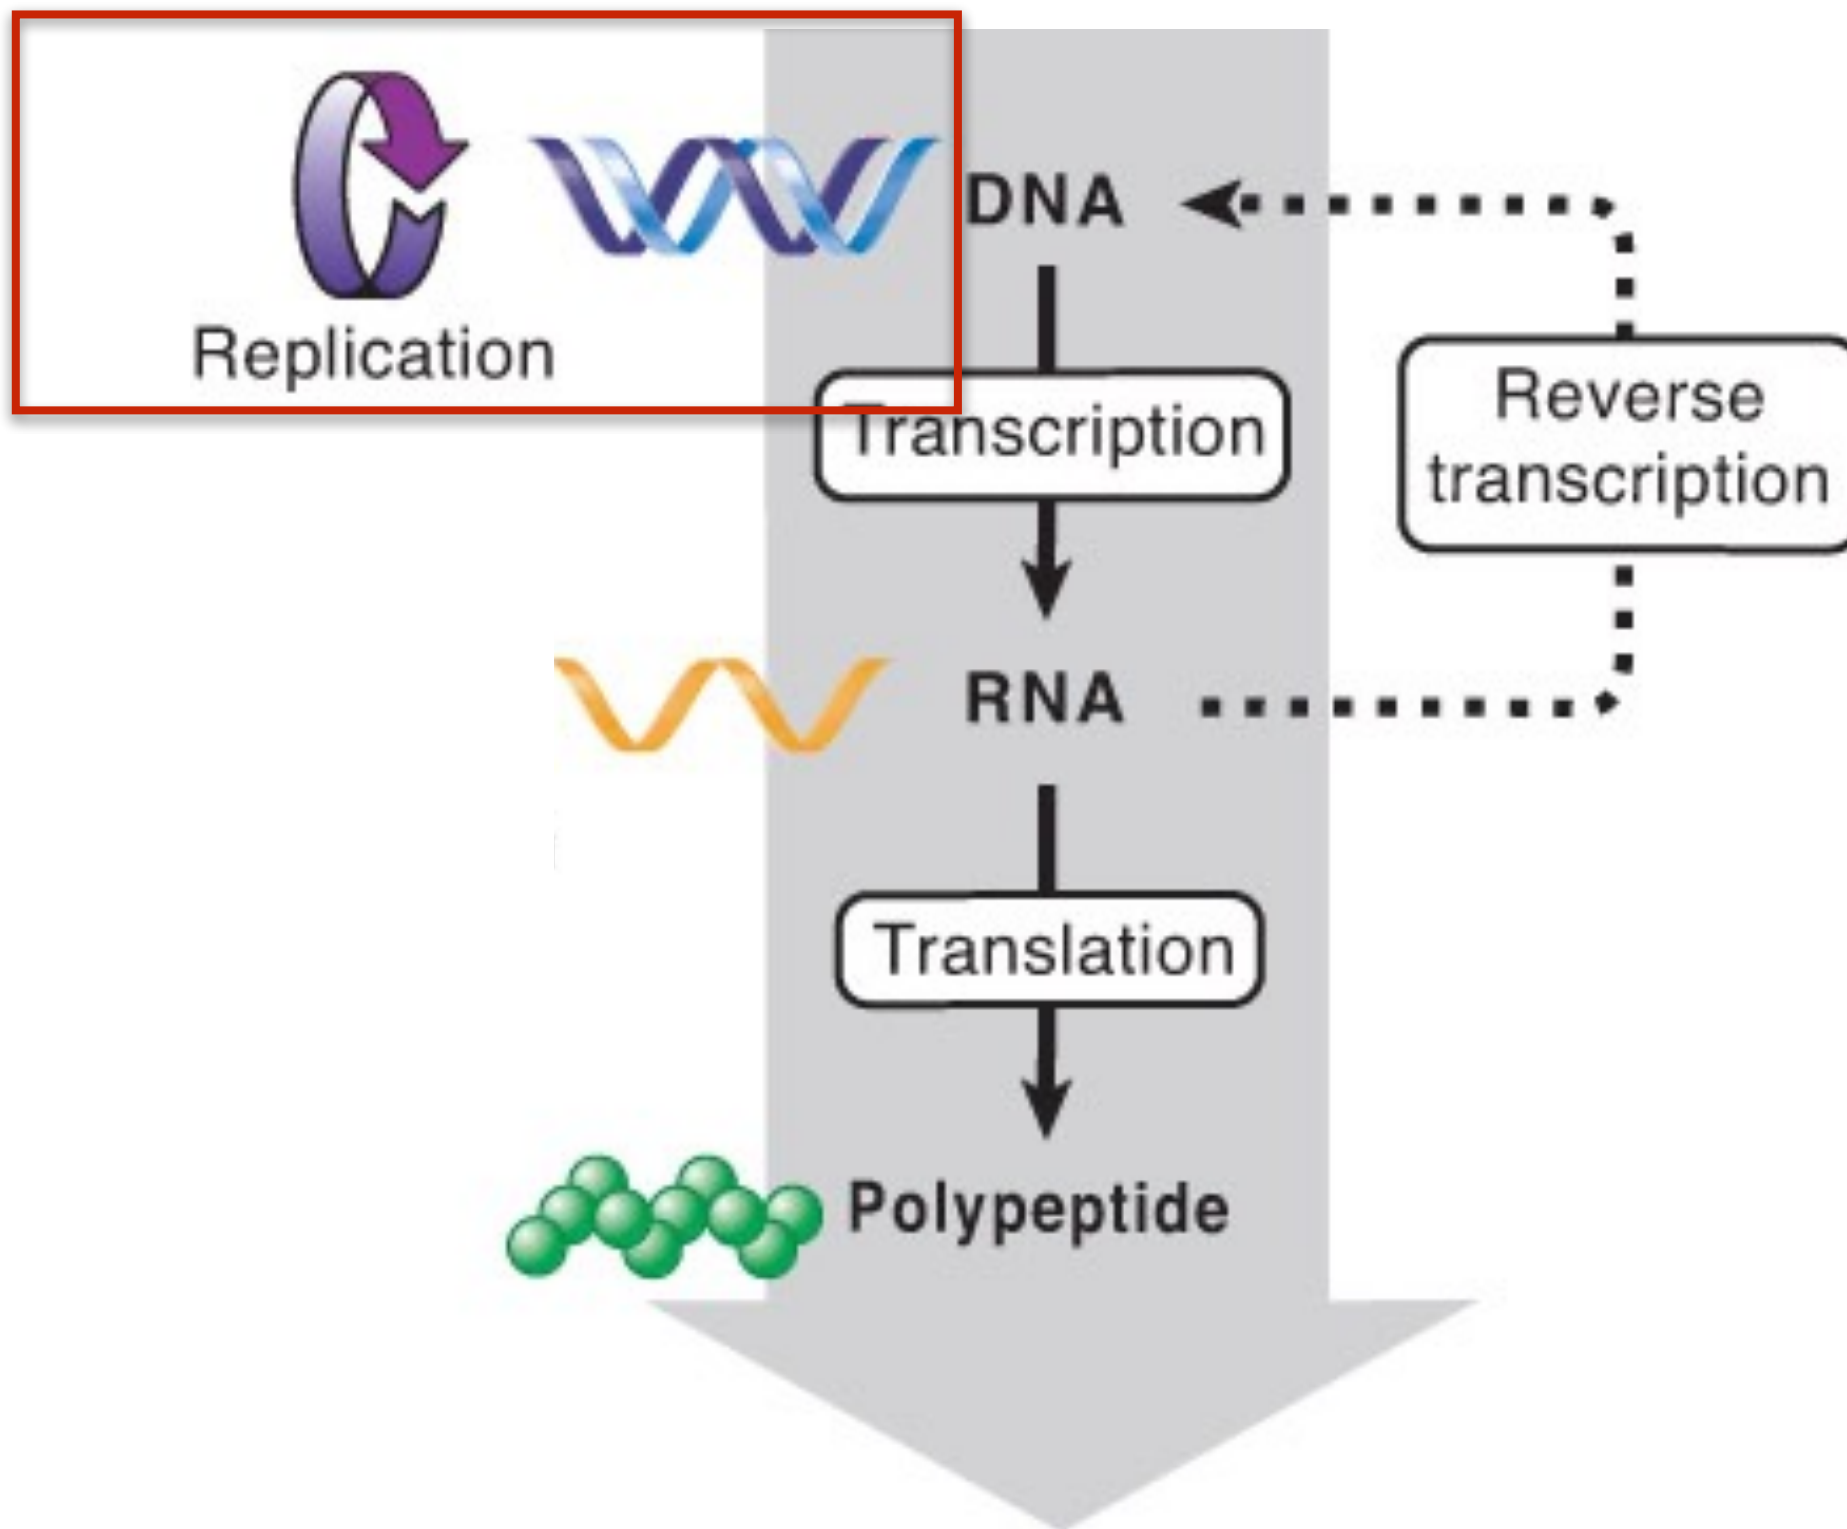 DNA
Replication
Transcription
Reverse
transcription
RNA
Translation
Polypeptide